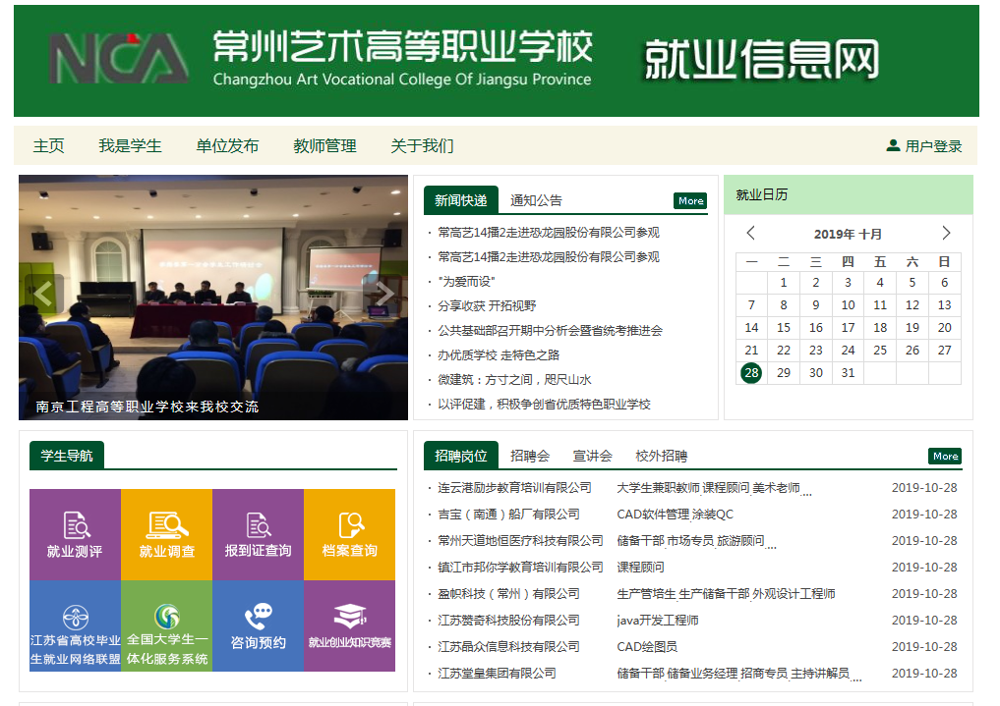 NCA
常州艺术高等职业学校
Changzhou Art Vocational College Of Jiangsu Province
就业信息网
主页 我是学生 单位发布 教师管理 关于我们 用户登录
南京工程高等职业学校来我校交流
新闻快递 通知公告 More
· 常高艺14播2走进恐龙园股份有限公司参观
· 常高艺14播2走进恐龙园股份有限公司参观
· "为爱而设"
· 分享收获 开拓视野
· 公共基础部召开期中分析会暨省统考推进会
· 办优质学校 走特色之路
· 微建筑：方寸之间，咫尺山水
· 以评促建，积极争创省优质特色职业学校
就业日历
2019年 十月
一 二 三 四 五 六 日
1 2 3 4 5 6
7 8 9 10 11 12 13
14 15 16 17 18 19 20
21 22 23 24 25 26 27
28 29 30 31
学生导航
就业测评 就业调查 报到证查询 档案查询
江苏省高校毕业
生就业网络联盟
全国大学生一
体化服务系统
咨询预约
就业创业知识竞赛
招聘岗位 招聘会 宣讲会 校外招聘 More
· 连云港励步教育培训有限公司 大学生兼职教师,课程顾问,美术老师,... 2019-10-28
· 吉宝（南通）船厂有限公司 CAD软件管理,涂装QC 2019-10-28
· 常州天道地恒医疗科技有限公司 储备干部,市场专员,旅游顾问,... 2019-10-28
· 镇江市邦你学教育培训有限公司 课程顾问 2019-10-28
· 盈帜科技（常州）有限公司 生产管培生,生产储备干部,外观设计工程师 2019-10-28
· 江苏赞奇科技股份有限公司 java开发工程师 2019-10-28
· 江苏晶众信息科技有限公司 CAD绘图员 2019-10-28
· 江苏堂皇集团有限公司 储备干部,储备业务经理,招商专员,主持讲解员,... 2019-10-28